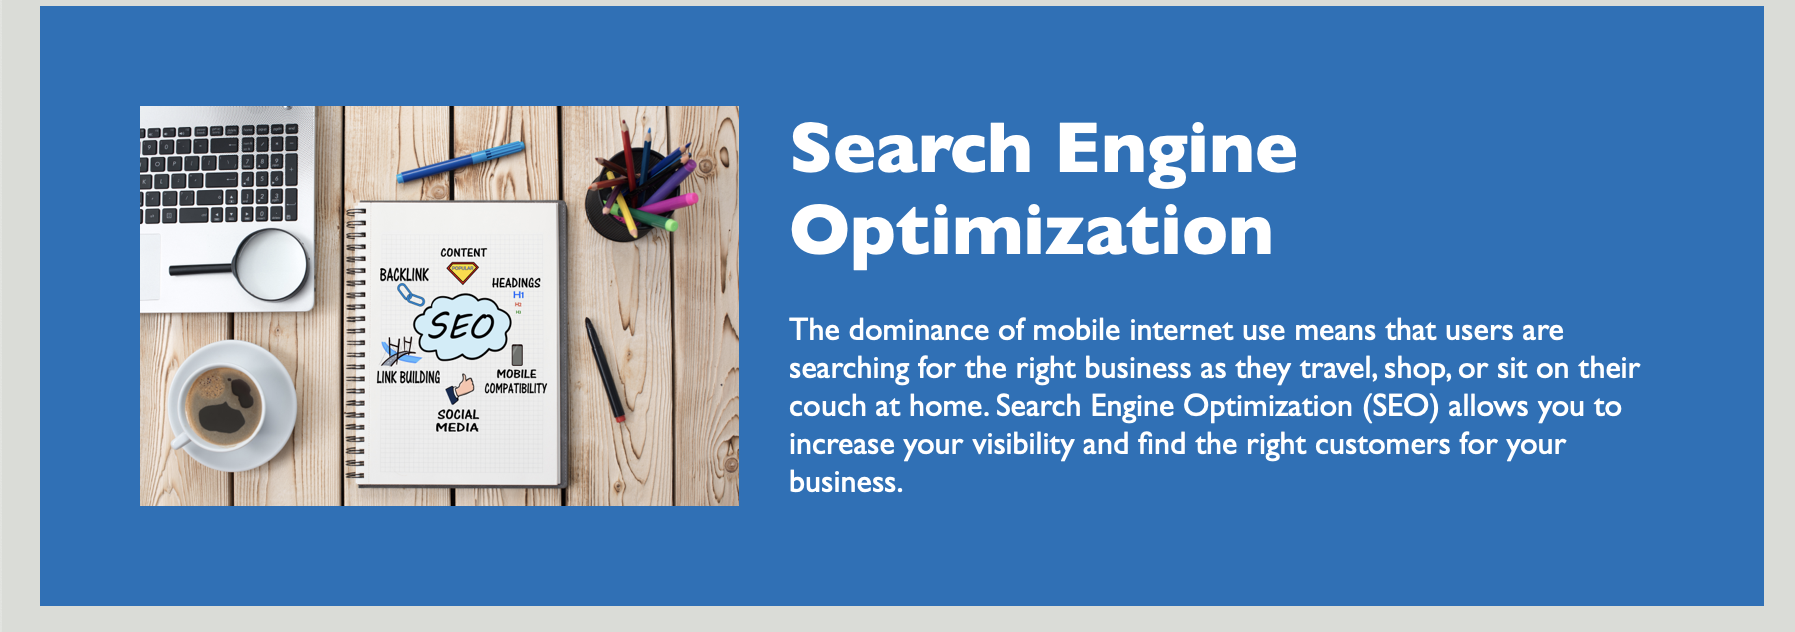 Search Engine
Optimization
The dominance of mobile internet use means that users are
searching for the right business as they travel, shop, or sit on their
couch at home. Search Engine Optimization (SEO) allows you to
increase your visibility and find the right customers for your
business.
CONTENT
POPULAR
BACKLINK
HEADINGS
H1
H2
H3
SEO
LINK BUILDING
MOBILE
COMPATIBILITY
SOCIAL
MEDIA